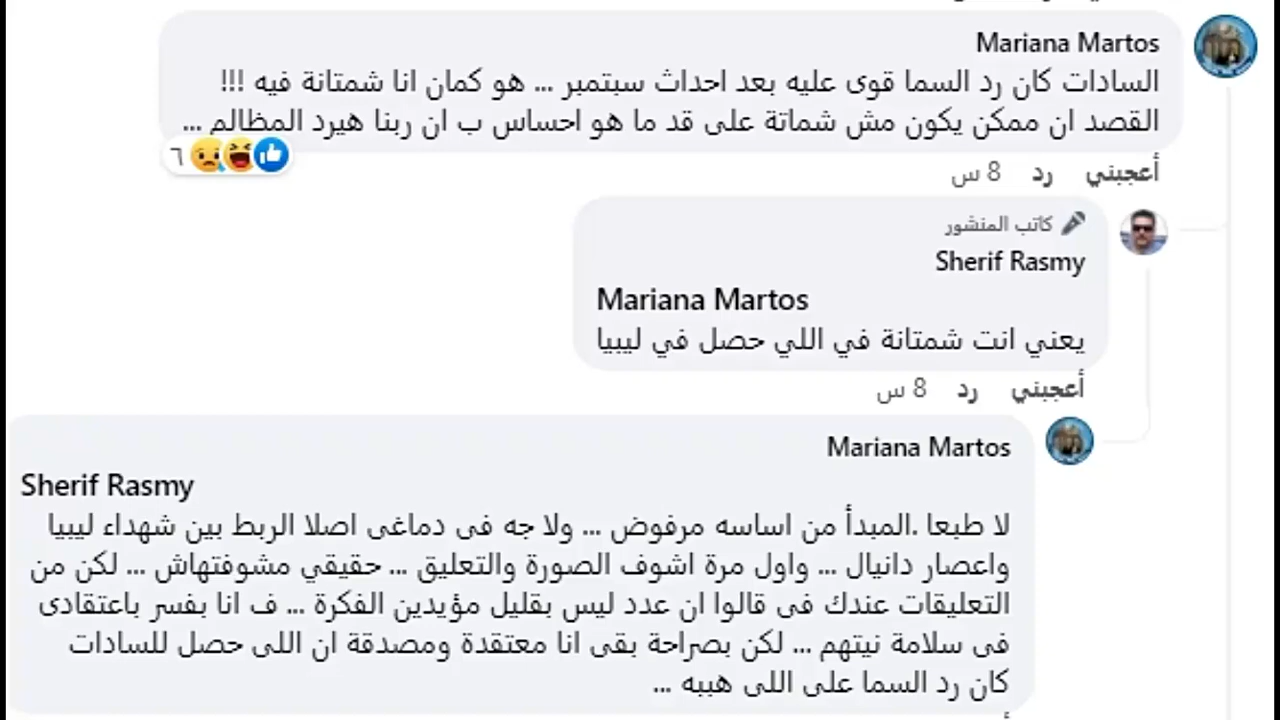 Mariana Martos
السادات كان رد السما قوى عليه بعد احداث سبتمبر ... هو كمان انا شمتانة فيه !!!
القصد ان ممكن يكون مش شماتة على قد ما هو احساس ب ان ربنا هيرد المظالم ...
٦
أعجبني رد 8 س
كاتب المنشور
Sherif Rasmy
Mariana Martos
يعني انت شمتانة في اللي حصل في ليبيا
أعجبني رد 8 س
Mariana Martos
Sherif Rasmy
لا طبعا .المبدأ من اساسه مرفوض ... ولا جه فى دماغى اصلا الربط بين شهداء ليبيا
واعصار دانيال ... واول مرة اشوف الصورة والتعليق ... حقيقي مشوفتهاش ... لكن من
التعليقات عندك فى قالوا ان عدد ليس بقليل مؤيدين الفكرة ... ف انا بفسر باعتقادى
فى سلامة نيتهم ... لكن بصراحة بقى انا معتقدة ومصدقة ان اللى حصل للسادات
كان رد السما على اللى هببه ...